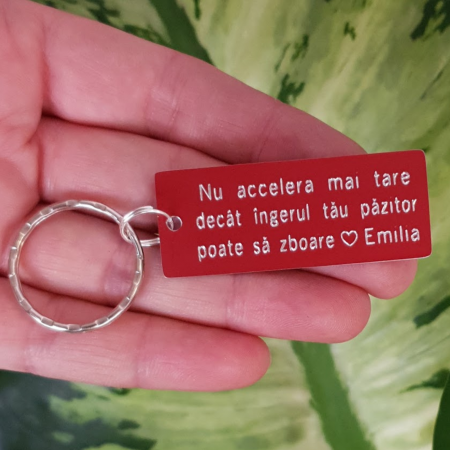 Nu accelera mai tare
decât îngerul tău păzitor
poate să zboare ♡ Emilia